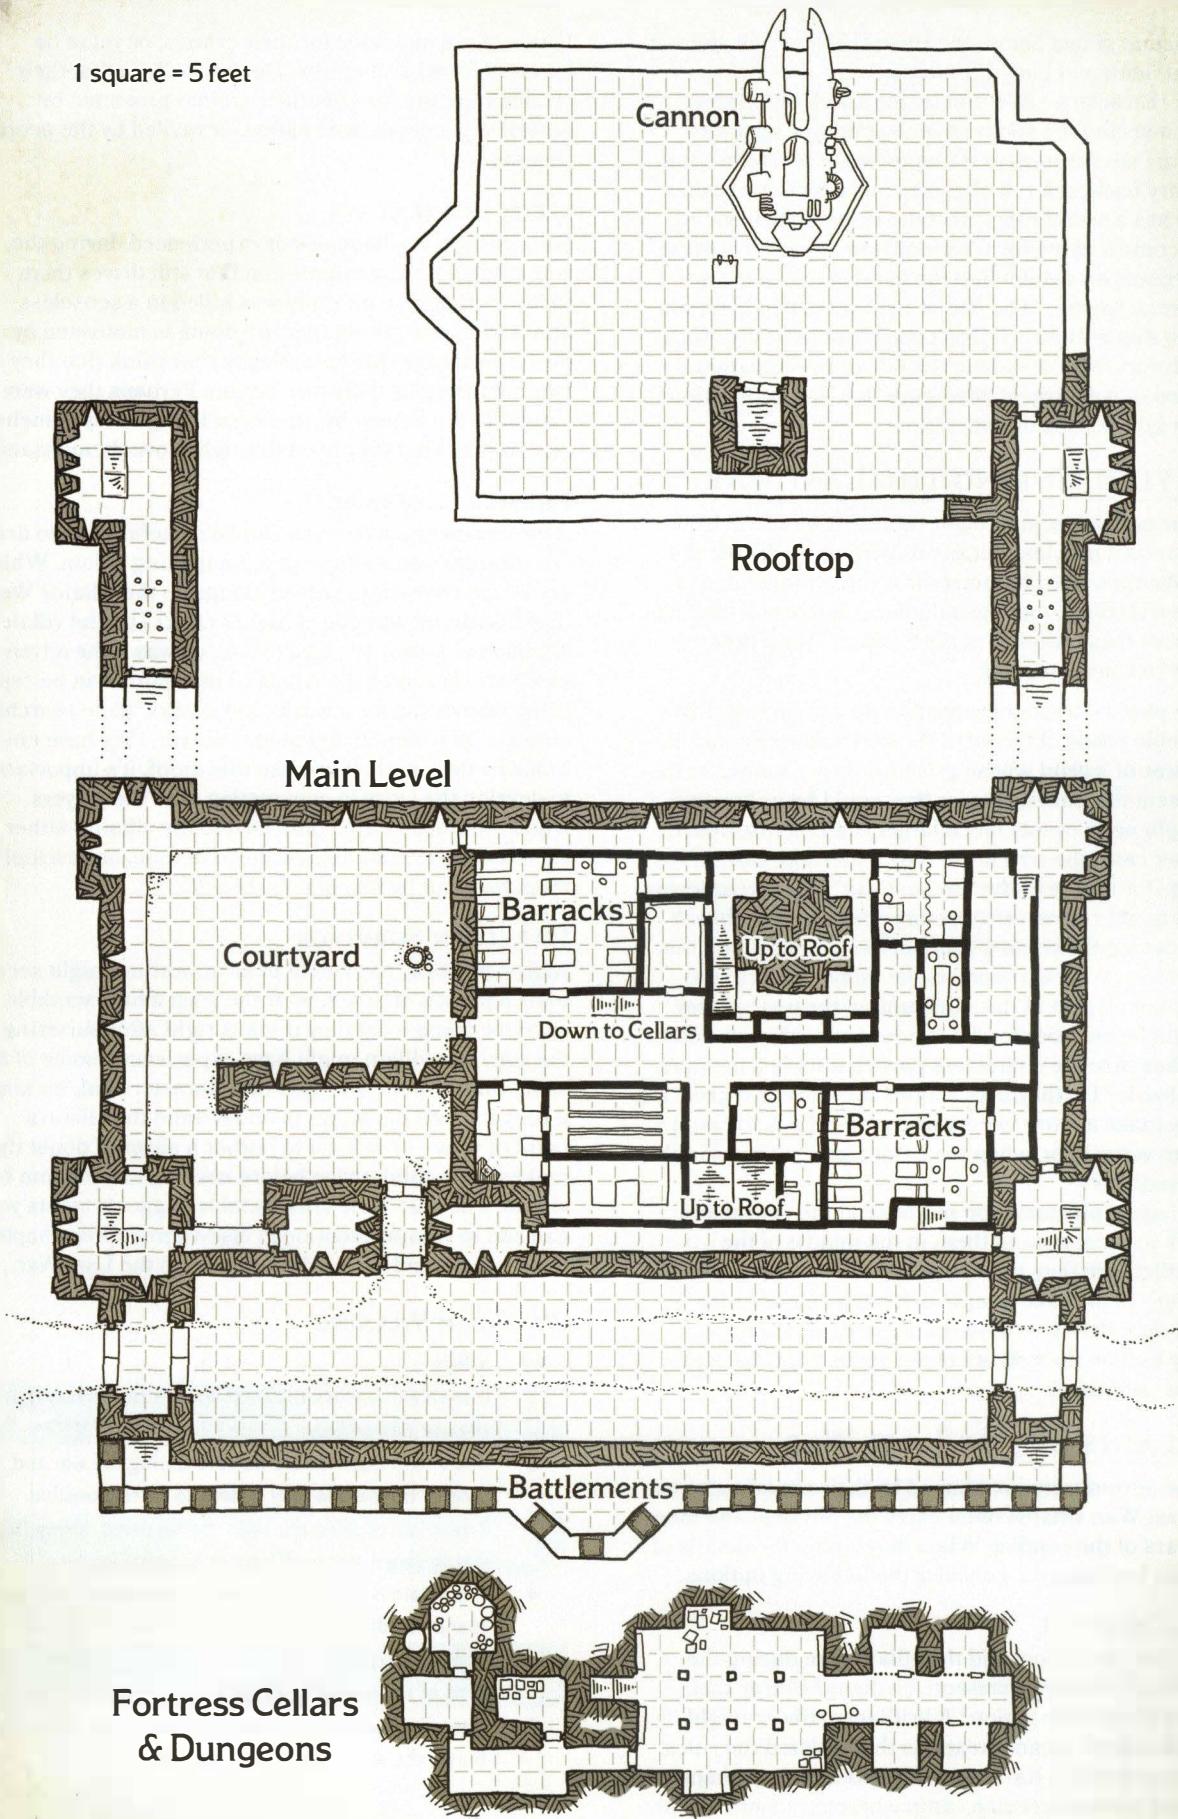 1 square = 5 feet
Cannon
Rooftop
Main Level
Barracks
Courtyard
Up to Roof
Down to Cellars
Barracks
Up to Roof
Battlements
Fortress Cellars
& Dungeons